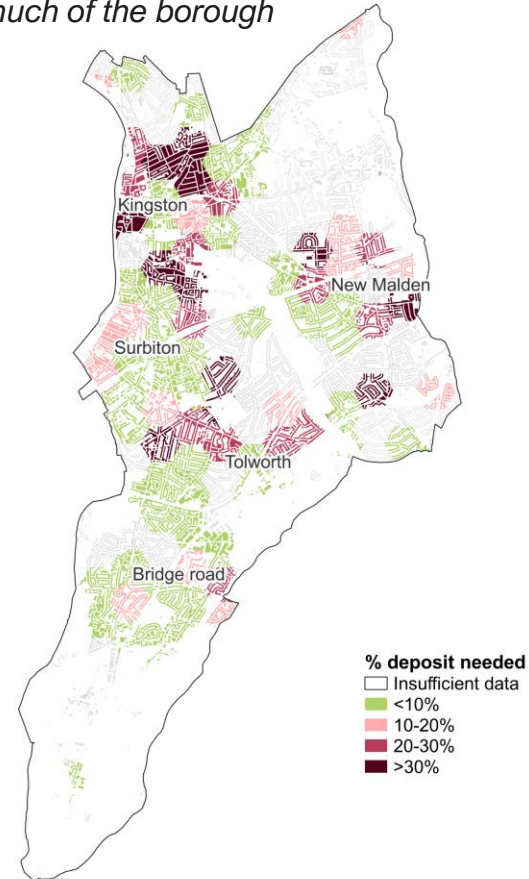 much of the borough
Kingston
New Malden
Surbiton
Tolworth
Bridge road
% deposit needed
Insufficient data
<10%
10-20%
20-30%
>30%